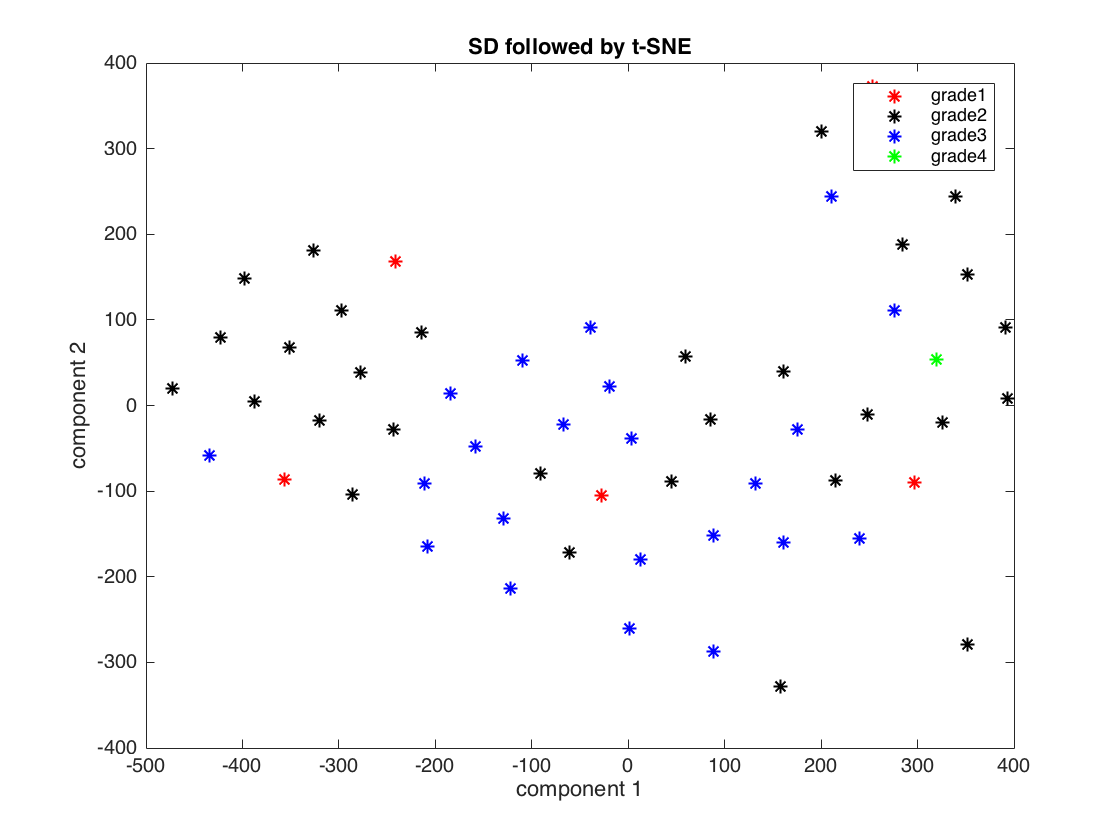 SD followed by t-SNE
400
300
200
100
0
-100
-200
-300
-400
component 2
grade1
grade2
grade3
grade4
-500 -400 -300 -200 -100 0 100 200 300 400
component 1